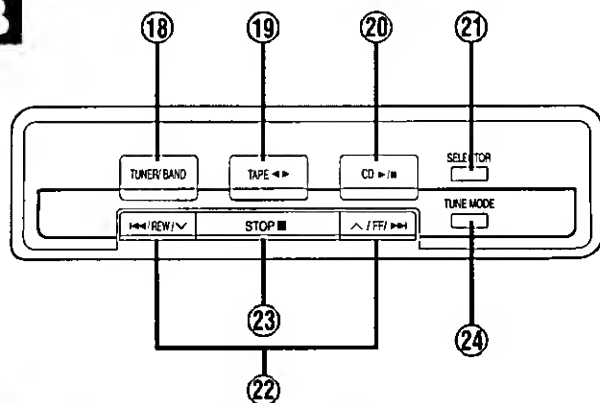 B
⑱ ⑲ ⑳ ㉑
TUNER/BAND TAPE ◄► CD ►/⏸ SELECTOR
TUNE MODE
⏮/REW/∨ STOP ■ ∧/FF/⏭
㉓ ㉔
㉒